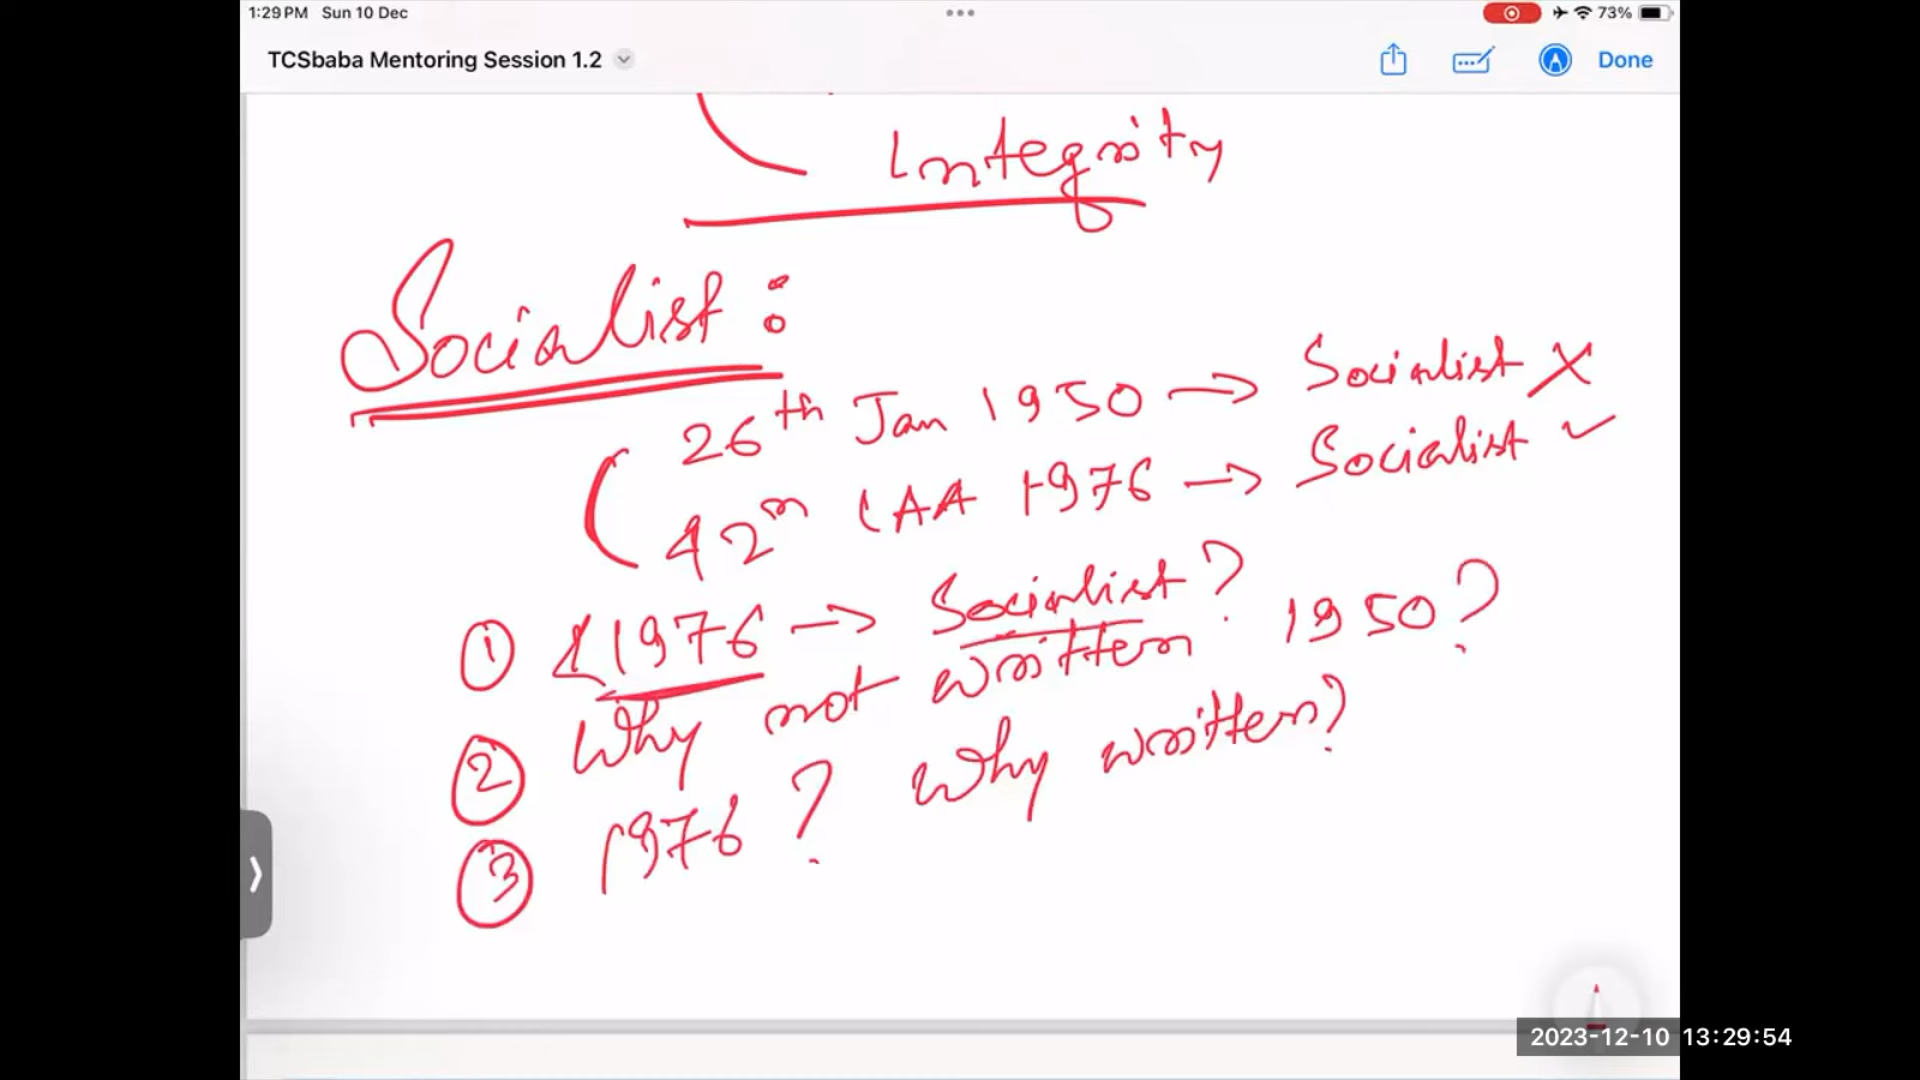 1:29 PM Sun 10 Dec
73%
TCSbaba Mentoring Session 1.2
Done
Integrity
Socialist :
26th Jan 1950 → Socialist X
42n CAA 1976 → Socialist ✓
① < 1976 → Socialist?
② Why not written 1950?
③ 1976? Why written?
2023-12-10 13:29:54